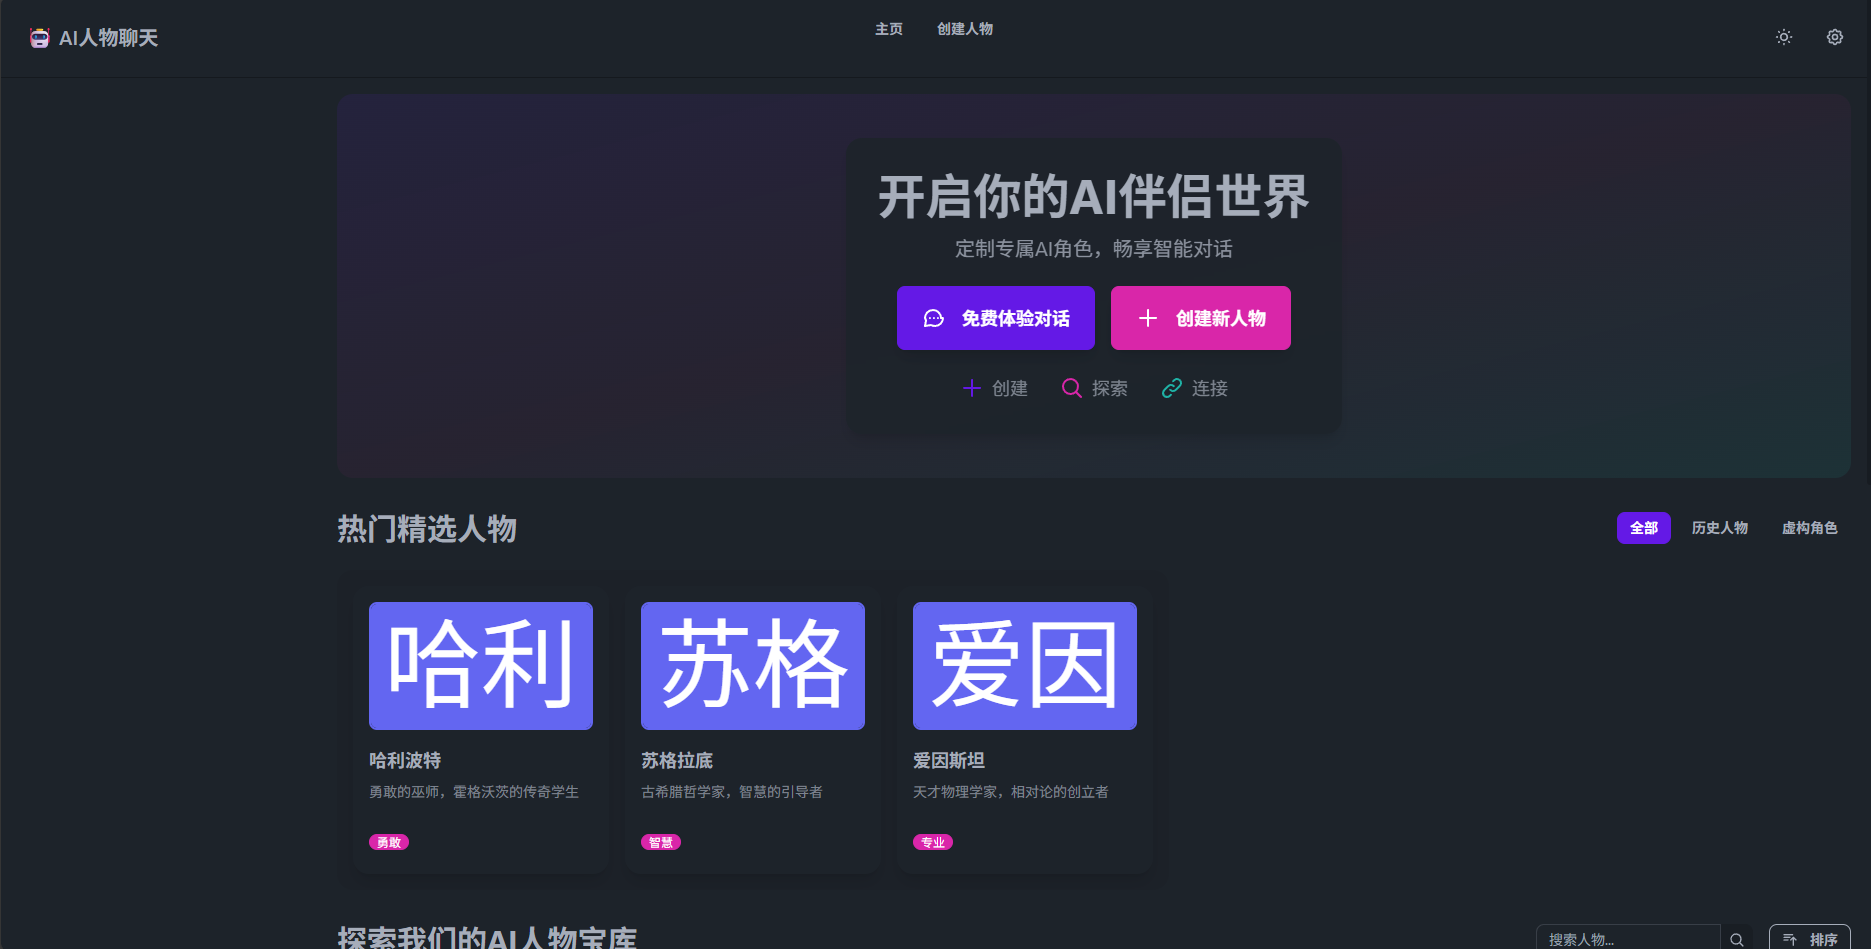 AI人物聊天
主页 创建人物
开启你的AI伴侣世界
定制专属AI角色，畅享智能对话
免费体验对话 创建新人物
创建 探索 连接
热门精选人物
全部 历史人物 虚构角色
哈利 苏格 爱因
哈利波特 苏格拉底 爱因斯坦
勇敢的巫师，霍格沃茨的传奇学生 古希腊哲学家，智慧的引导者 天才物理学家，相对论的创立者
勇敢 智慧 专业
探索我们的AI人物宝库
搜索人物... 排序